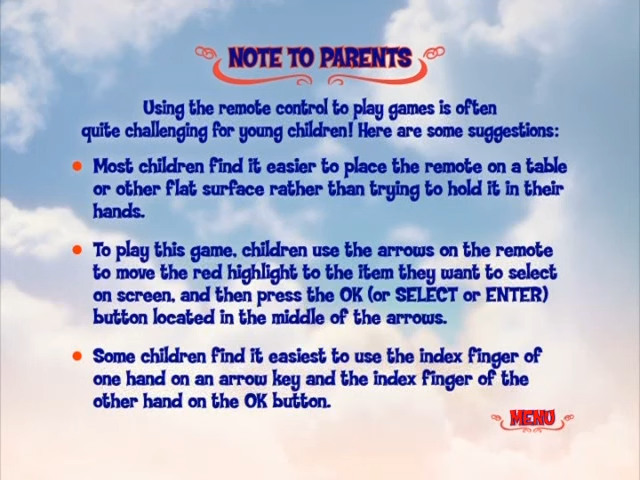 NOTE TO PARENTS
Using the remote control to play games is often
quite challenging for young children! Here are some suggestions:
• Most children find it easier to place the remote on a table
or other flat surface rather than trying to hold it in their
hands.
• To play this game, children use the arrows on the remote
to move the red highlight to the item they want to select
on screen, and then press the OK (or SELECT or ENTER)
button located in the middle of the arrows.
• Some children find it easiest to use the index finger of
one hand on an arrow key and the index finger of the
other hand on the OK button.
MENU